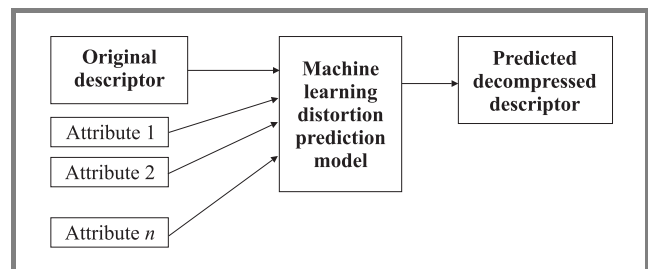 Original
descriptor
Attribute 1
Attribute 2
Attribute n
Machine
learning
distortion
prediction
model
Predicted
decompressed
descriptor